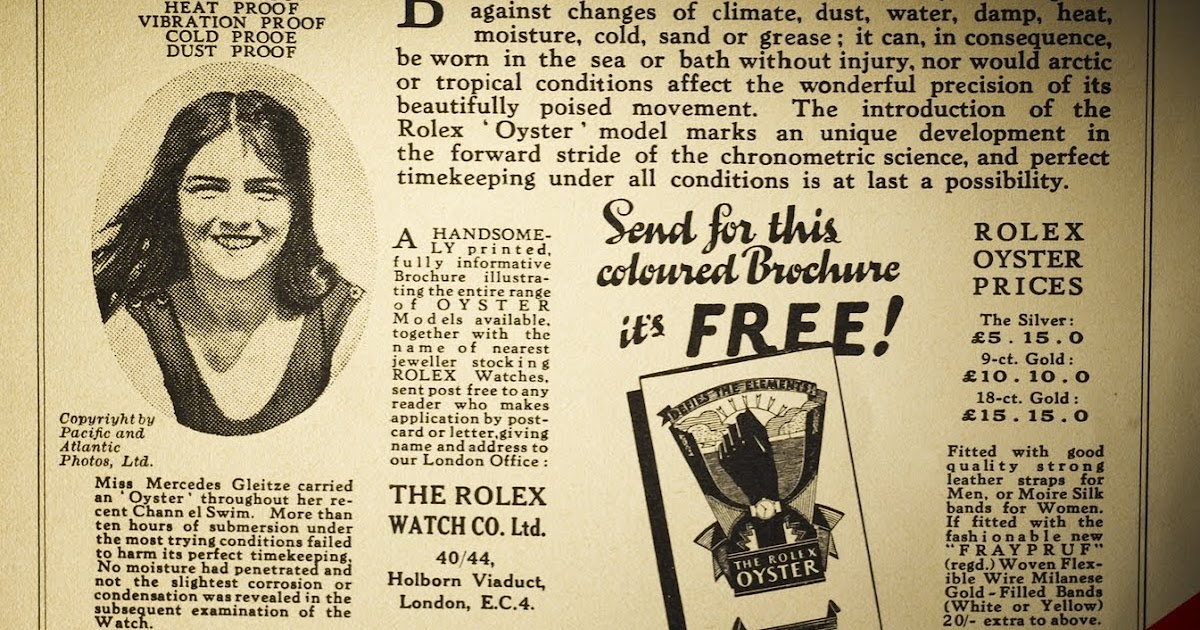 HEAT PROOF
VIBRATION PROOF
COLD PROOE
DUST PROOF
B
against changes of climate, dust, water, damp, heat,
moisture, cold, sand or grease; it can, in consequence,
be worn in the sea or bath without injury, nor would arctic
or tropical conditions affect the wonderful precision of its
beautifully poised movement. The introduction of the
Rolex 'Oyster' model marks an unique development in
the forward stride of the chronometric science, and perfect
timekeeping under all conditions is at last a possibility.
Copyryight by
Pacific and
Atlantic
Photos, Ltd.
Miss Mercedes Gleitze carried
an 'Oyster' throughout her re-
cent Chann el Swim. More than
ten hours of submersion under
the most trying conditions failed
to harm its perfect timekeeping,
No moisture had penetrated and
not the slightest corrosion or
condensation was revealed in the
subsequent examination of the
Watch.
A HANDSOME-
LY printed,
fully informative
Brochure illustra-
ting the entire range
of OYSTER
Models available,
together with the
name of nearest
jeweller stocking
ROLEX Watches,
sent post free to any
reader who makes
application by post-
card or letter,giving
name and address to
our London Office :
THE ROLEX
WATCH CO. Ltd.
40/44,
Holborn Viaduct,
London, E.C.4.
Send for this
coloured Brochure
it's FREE!
DEFIES THE ELEMENTS!
THE ROLEX
OYSTER
ROLEX
OYSTER
PRICES
The Silver:
£5.15.0
9-ct. Gold:
£10.10.0
18-ct. Gold:
£15.15.0
Fitted with good
quality strong
leather straps for
Men, or Moire Silk
bands for Women.
If fitted with the
fashionable new
"FRAYPRUF"
(regd.) Woven Flex-
ible Wire Milanese
Gold-Filled Bands
(White or Yellow)
20/- extra to above.